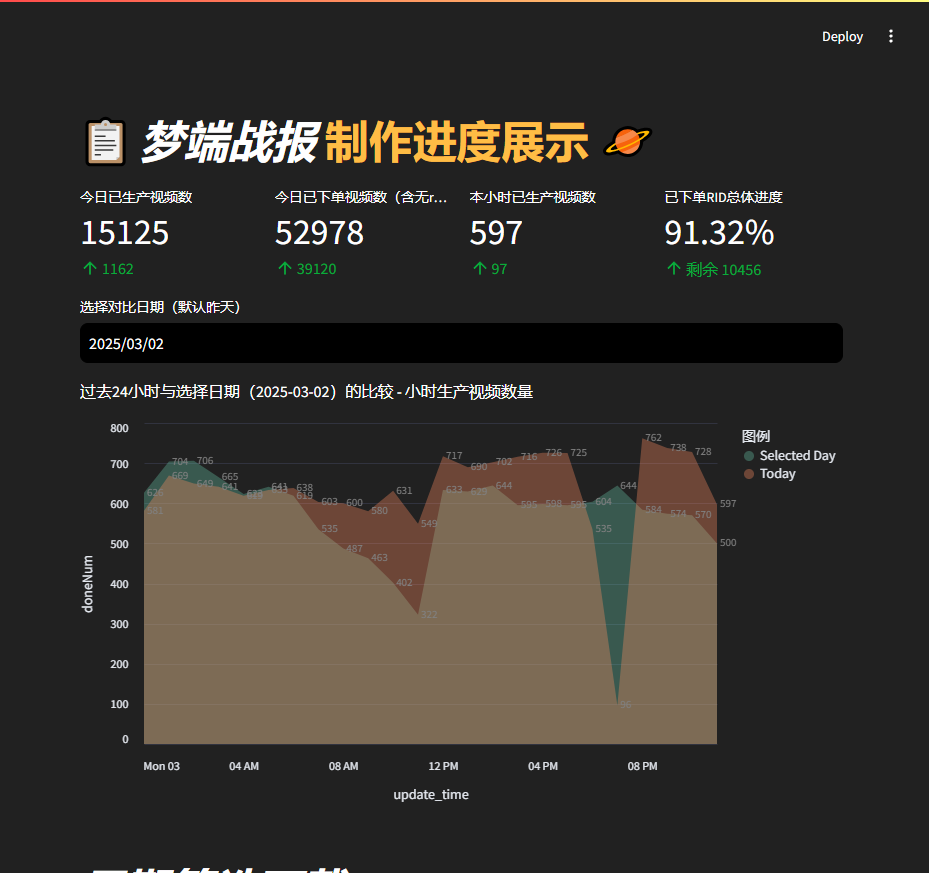 Deploy
梦端战报 制作进度展示
今日已生产视频数
15125
1162
今日已下单视频数（含无r...
52978
39120
本小时已生产视频数
597
97
已下单RID总体进度
91.32%
剩余 10456
选择对比日期（默认昨天）
2025/03/02
过去24小时与选择日期（2025-03-02）的比较 - 小时生产视频数量
图例
Selected Day
Today
doneNum
800
700
600
500
400
300
200
100
0
704 706 665 641 641 638
626 669 649 619
581
603 600 580 631 549
535 487 463 402 322
717 690 702 716 726 725
633 629 644 595 598 595
604 644
535 96
762 738 728 597
584 574 570 500
Mon 03 04 AM 08 AM 12 PM 04 PM 08 PM
update_time